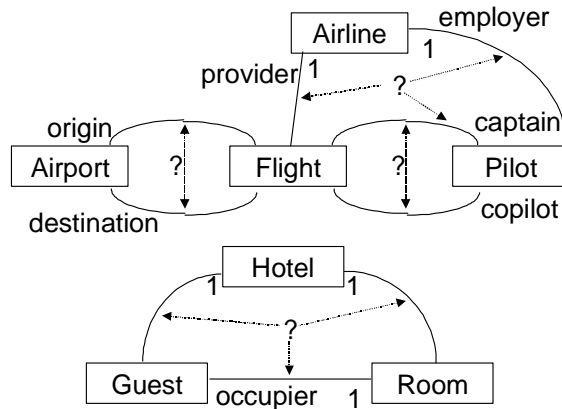 employer
Airline
1
1
provider
?
origin
captain
Airport
?
Flight
?
Pilot
destination
copilot
Hotel
1
1
?
Guest
occupier
1
Room